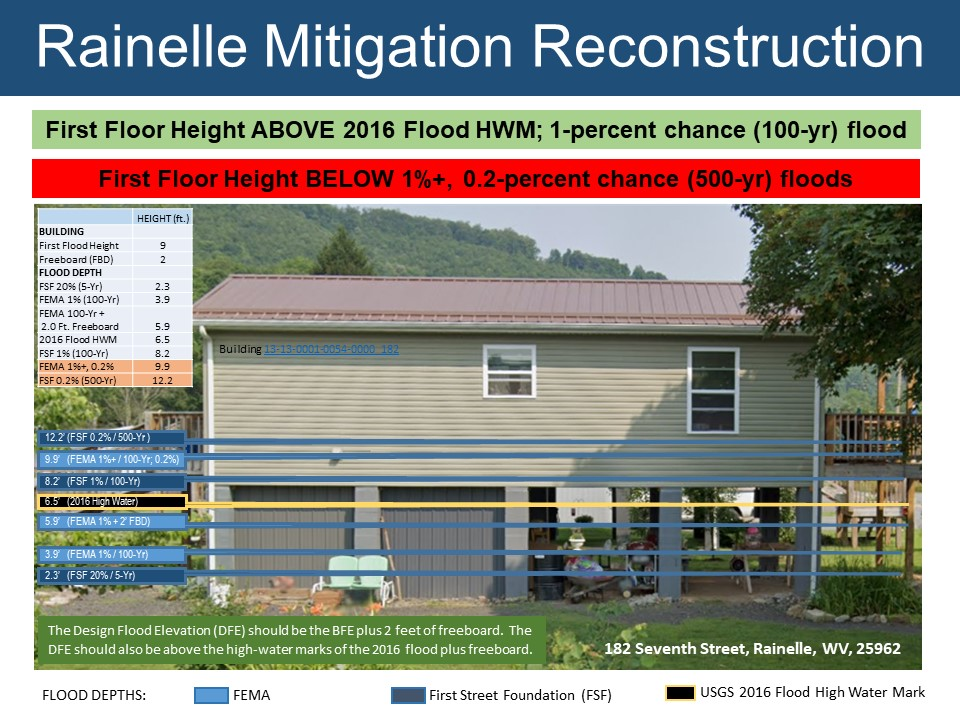 Rainelle Mitigation Reconstruction
First Floor Height ABOVE 2016 Flood HWM; 1-percent chance (100-yr) flood
First Floor Height BELOW 1%+, 0.2-percent chance (500-yr) floods
HEIGHT (ft.)
BUILDING
First Flood Height 9
Freeboard (FBD) 2
FLOOD DEPTH
FSF 20% (5-Yr) 2.3
FEMA 1% (100-Yr) 3.9
FEMA 100-Yr +
2.0 Ft. Freeboard 5.9
2016 Flood HWM 6.5
FSF 1% (100-Yr) 8.2
FEMA 1%+, 0.2% 9.9
FSF 0.2% (500-Yr) 12.2
Building 13-13-0001-0054-0000_182
12.2' (FSF 0.2% / 500-Yr )
9.9' (FEMA 1%+ / 100-Yr; 0.2%)
8.2' (FSF 1% / 100-Yr)
6.5' (2016 High Water)
5.9' (FEMA 1% + 2' FBD)
3.9' (FEMA 1% / 100-Yr)
2.3' (FSF 20% / 5-Yr)
The Design Flood Elevation (DFE) should be the BFE plus 2 feet of freeboard. The
DFE should also be above the high-water marks of the 2016 flood plus freeboard.
182 Seventh Street, Rainelle, WV, 25962
FLOOD DEPTHS: FEMA First Street Foundation (FSF) USGS 2016 Flood High Water Mark